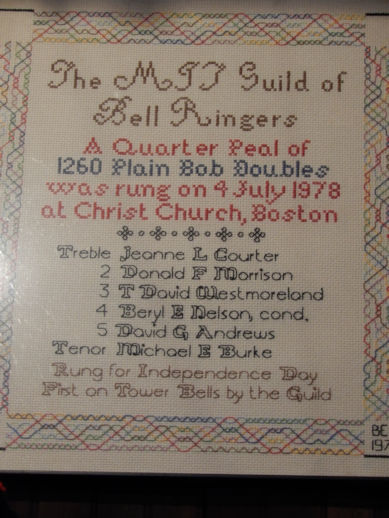 The MIT Guild of
Bell Ringers
A Quarter Peal of
1260 Plain Bob Doubles
was rung on 4 July 1978
at Christ Church, Boston
Treble Jeanne L Courter
2 Donald F Morrison
3 T David Westmoreland
4 Beryl E Nelson, cond.
5 David G Andrews
Tenor Michael E Burke
Rung for Independence Day
First on Tower Bells by the Guild
BE
197